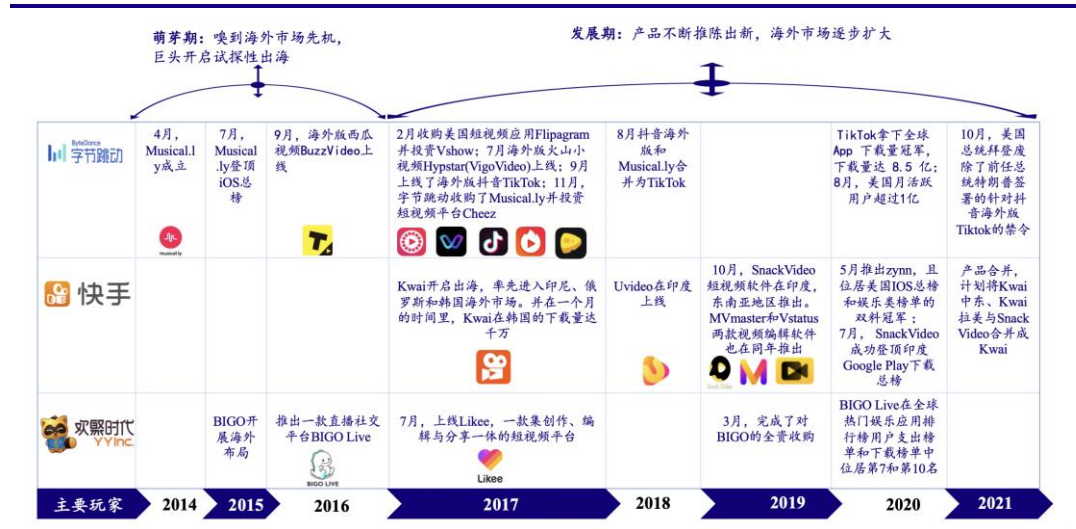 萌芽期：嗅到海外市场先机，
巨头开启试探性出海
发展期：产品不断推陈出新，海外市场逐步扩大
ByteDance
字节跳动
4月，
Musical.l
y成立
musical.ly
7月，
Musical
.ly登顶
iOS总
榜
9月，海外版西瓜
视频BuzzVideo上
线
2月收购美国短视频应用Flipagram
并投资Vshow；7月海外版火山小
视频Hypstar(VigoVideo)上线；9月
上线了海外版抖音TikTok；11月，
字节跳动收购了Musical.ly并投资
短视频平台Cheez
8月抖音海外
版和
Musical.ly合
并为TikTok
TikTok拿下全球
App 下载量冠军，
下载量达 8.5 亿；
8月，美国月活跃
用户超过1亿
10月，美国
总统拜登废
除了前任总
统特朗普签
署的针对抖
音海外版
Tiktok的禁令
快手
Kwai开启出海，率先进入印尼、俄
罗斯和韩国海外市场。并在一个月
的时间里，Kwai在韩国的下载量达
千万
Uvideo在印度
上线
10月，SnackVideo
短视频软件在印度，
东南亚地区推出。
MVmaster和Vstatus
两款视频编辑软件
也在同年推出
Snack Video
5月推出zynn，且
位居美国IOS总榜
和娱乐类榜单的
双料冠军；
7月，SnackVideo
成功登顶印度
Google Play下载
总榜
产品合并，
计划将Kwai
中东、Kwai
拉美与Snack
Video合并成
Kwai
欢聚时代
YYInc.
BIGO开
展海外
布局
推出一款直播社交
平台BIGO Live
BIGO LIVE
7月，上线Likee，一款集创作、编
辑与分享一体的短视频平台
Likee
3月，完成了对
BIGO的全资收购
BIGO Live在全球
热门娱乐应用排
行榜用户支出榜
单和下载榜单中
位居第7和第10名
主要玩家
2014
2015
2016
2017
2018
2019
2020
2021